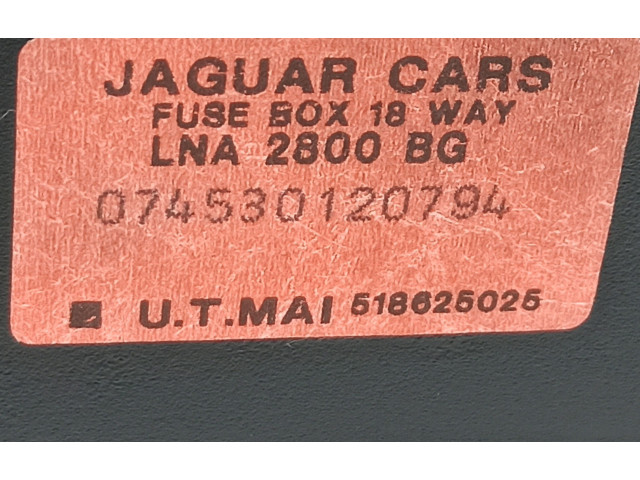 JAGUAR CARS
FUSE BOX 18 WAY
LNA 2800 BG
074530120794
U.T.MAI 518625025